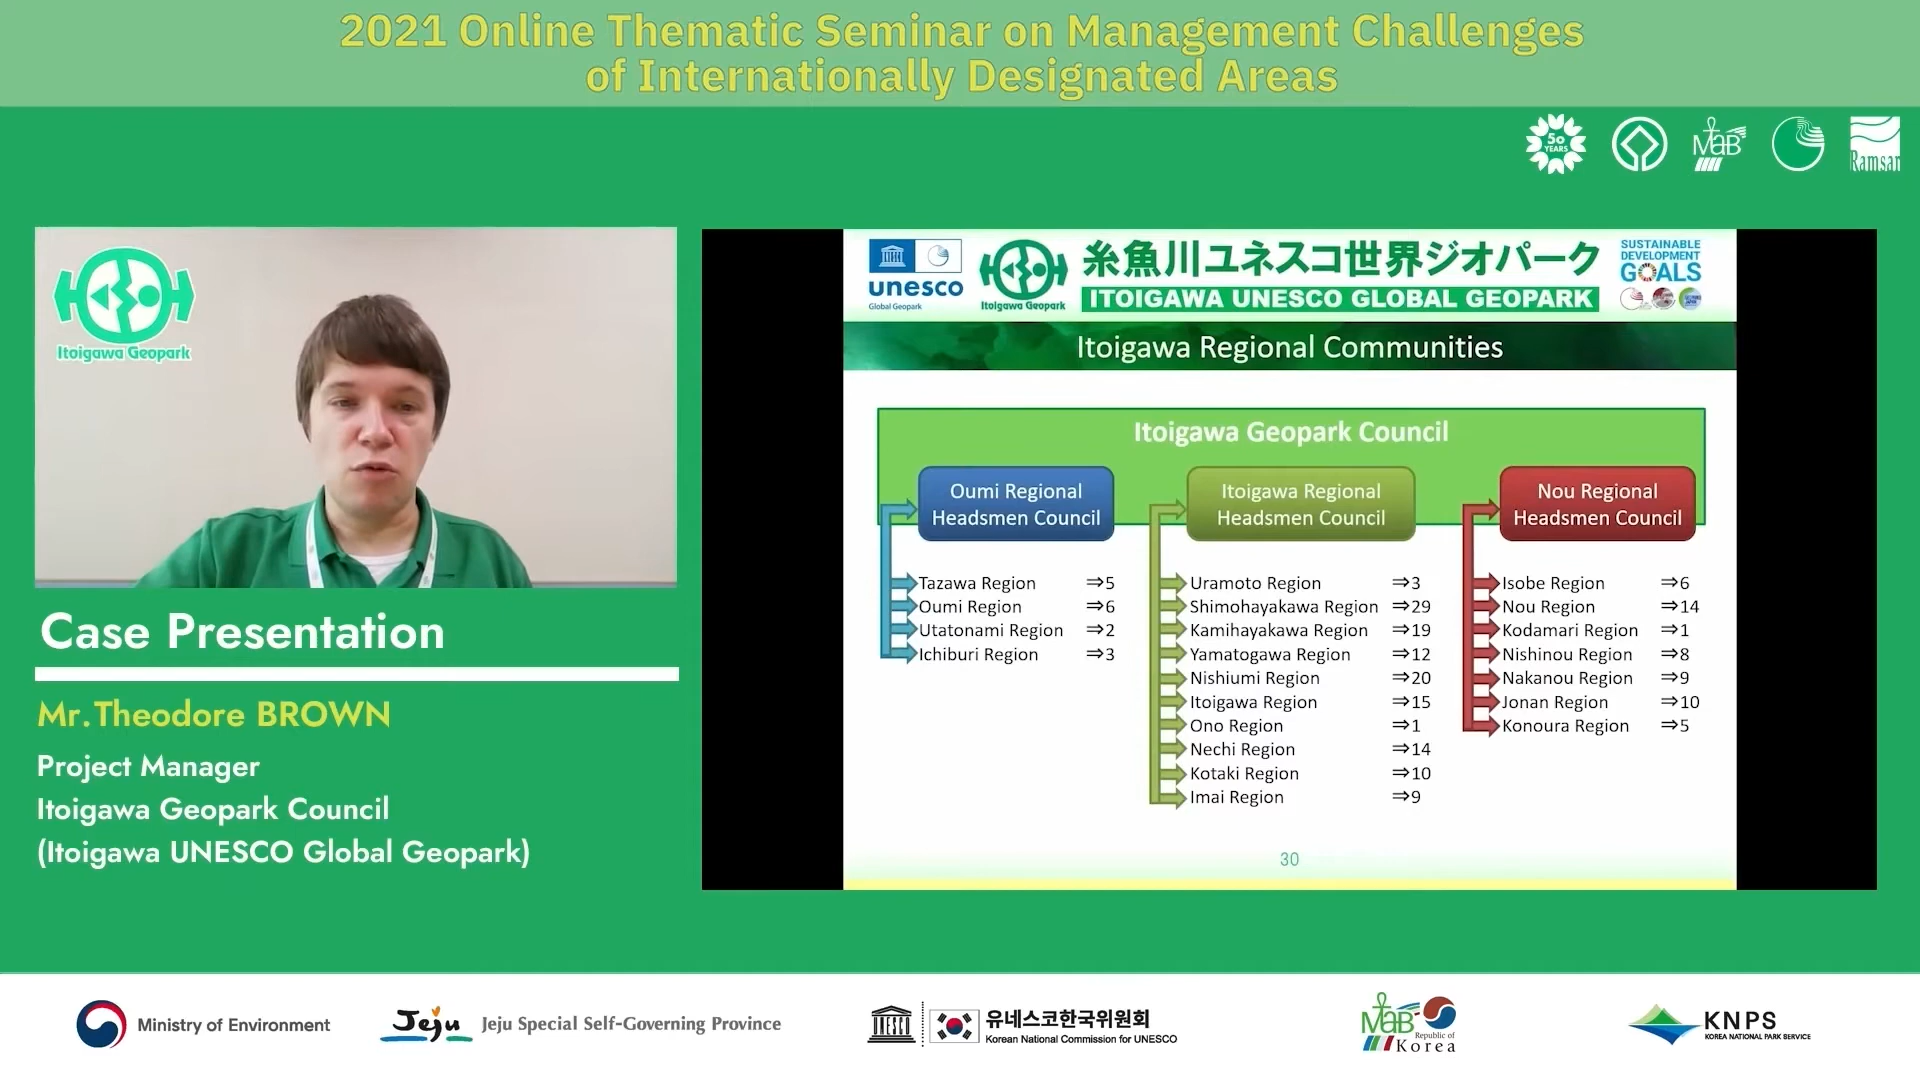 2021 Online Thematic Seminar on Management Challenges
of Internationally Designated Areas
50
YEARS
MaB
Ramsar
Itoigawa Geopark
Case Presentation
Mr.Theodore BROWN
Project Manager
Itoigawa Geopark Council
(Itoigawa UNESCO Global Geopark)
unesco
Global Geopark
Itoigawa Geopark
糸魚川ユネスコ世界ジオパーク
ITOIGAWA UNESCO GLOBAL GEOPARK
SUSTAINABLE
DEVELOPMENT
GOALS
Itoigawa Regional Communities
Itoigawa Geopark Council
Oumi Regional
Headsmen Council
Tazawa Region ⇒5
Oumi Region ⇒6
Utatonami Region ⇒2
Ichiburi Region ⇒3
Itoigawa Regional
Headsmen Council
Uramoto Region ⇒3
Shimohayakawa Region ⇒29
Kamihayakawa Region ⇒19
Yamatogawa Region ⇒12
Nishiumi Region ⇒20
Itoigawa Region ⇒15
Ono Region ⇒1
Nechi Region ⇒14
Kotaki Region ⇒10
Imai Region ⇒9
Nou Regional
Headsmen Council
Isobe Region ⇒6
Nou Region ⇒14
Kodamari Region ⇒1
Nishinou Region ⇒8
Nakanou Region ⇒9
Jonan Region ⇒10
Konoura Region ⇒5
30
Ministry of Environment
Jeju
Jeju Special Self-Governing Province
unesco
유네스코한국위원회
Korean National Commission for UNESCO
MaB
Republic of
Korea
KNPS
KOREA NATIONAL PARK SERVICE